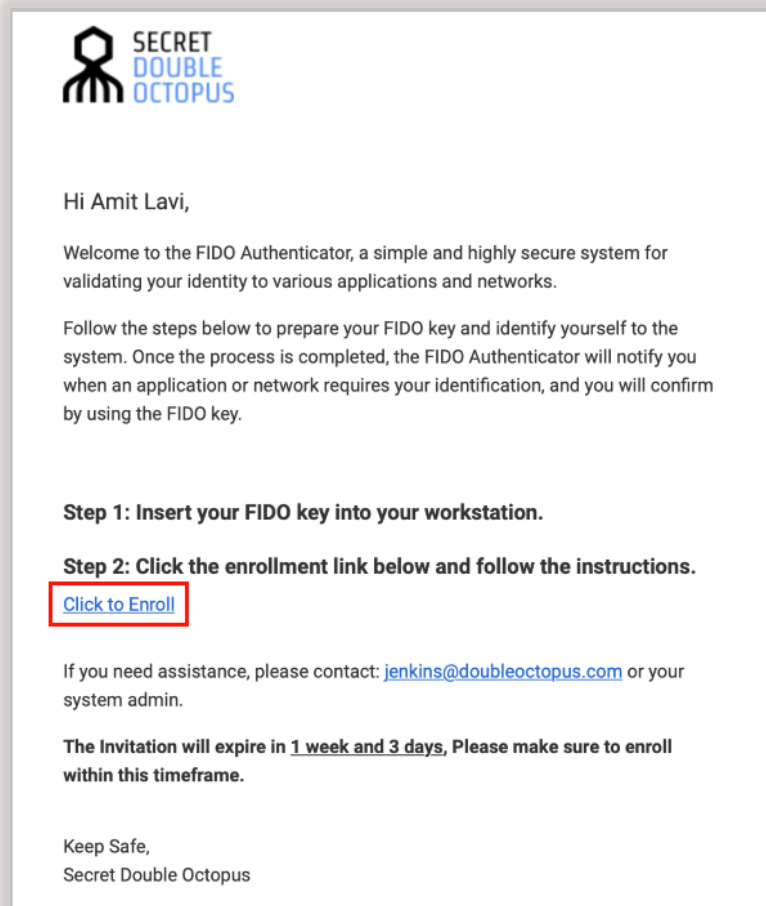 SECRET
DOUBLE
OCTOPUS
Hi Amit Lavi,
Welcome to the FIDO Authenticator, a simple and highly secure system for
validating your identity to various applications and networks.
Follow the steps below to prepare your FIDO key and identify yourself to the
system. Once the process is completed, the FIDO Authenticator will notify you
when an application or network requires your identification, and you will confirm
by using the FIDO key.
Step 1: Insert your FIDO key into your workstation.
Step 2: Click the enrollment link below and follow the instructions.
Click to Enroll
If you need assistance, please contact: jenkins@doubleoctopus.com or your
system admin.
The Invitation will expire in 1 week and 3 days, Please make sure to enroll
within this timeframe.
Keep Safe,
Secret Double Octopus